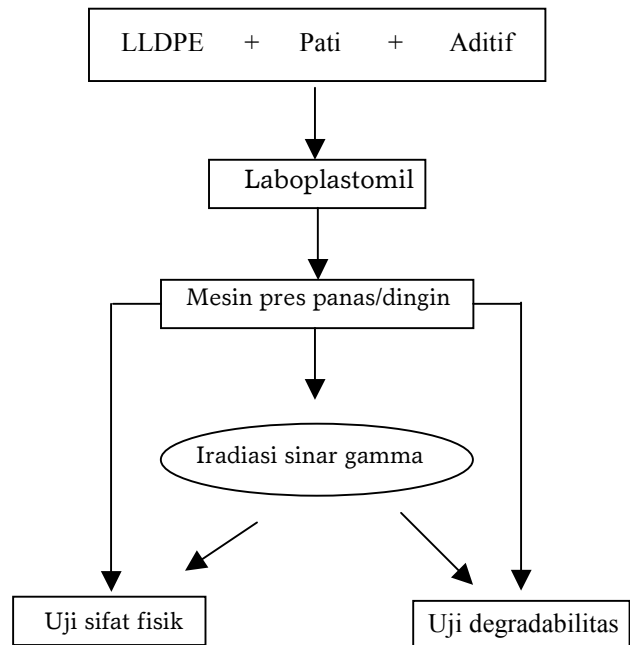 LLDPE + Pati + Aditif
Laboplastomil
Mesin pres panas/dingin
Iradiasi sinar gamma
Uji sifat fisik
Uji degradabilitas